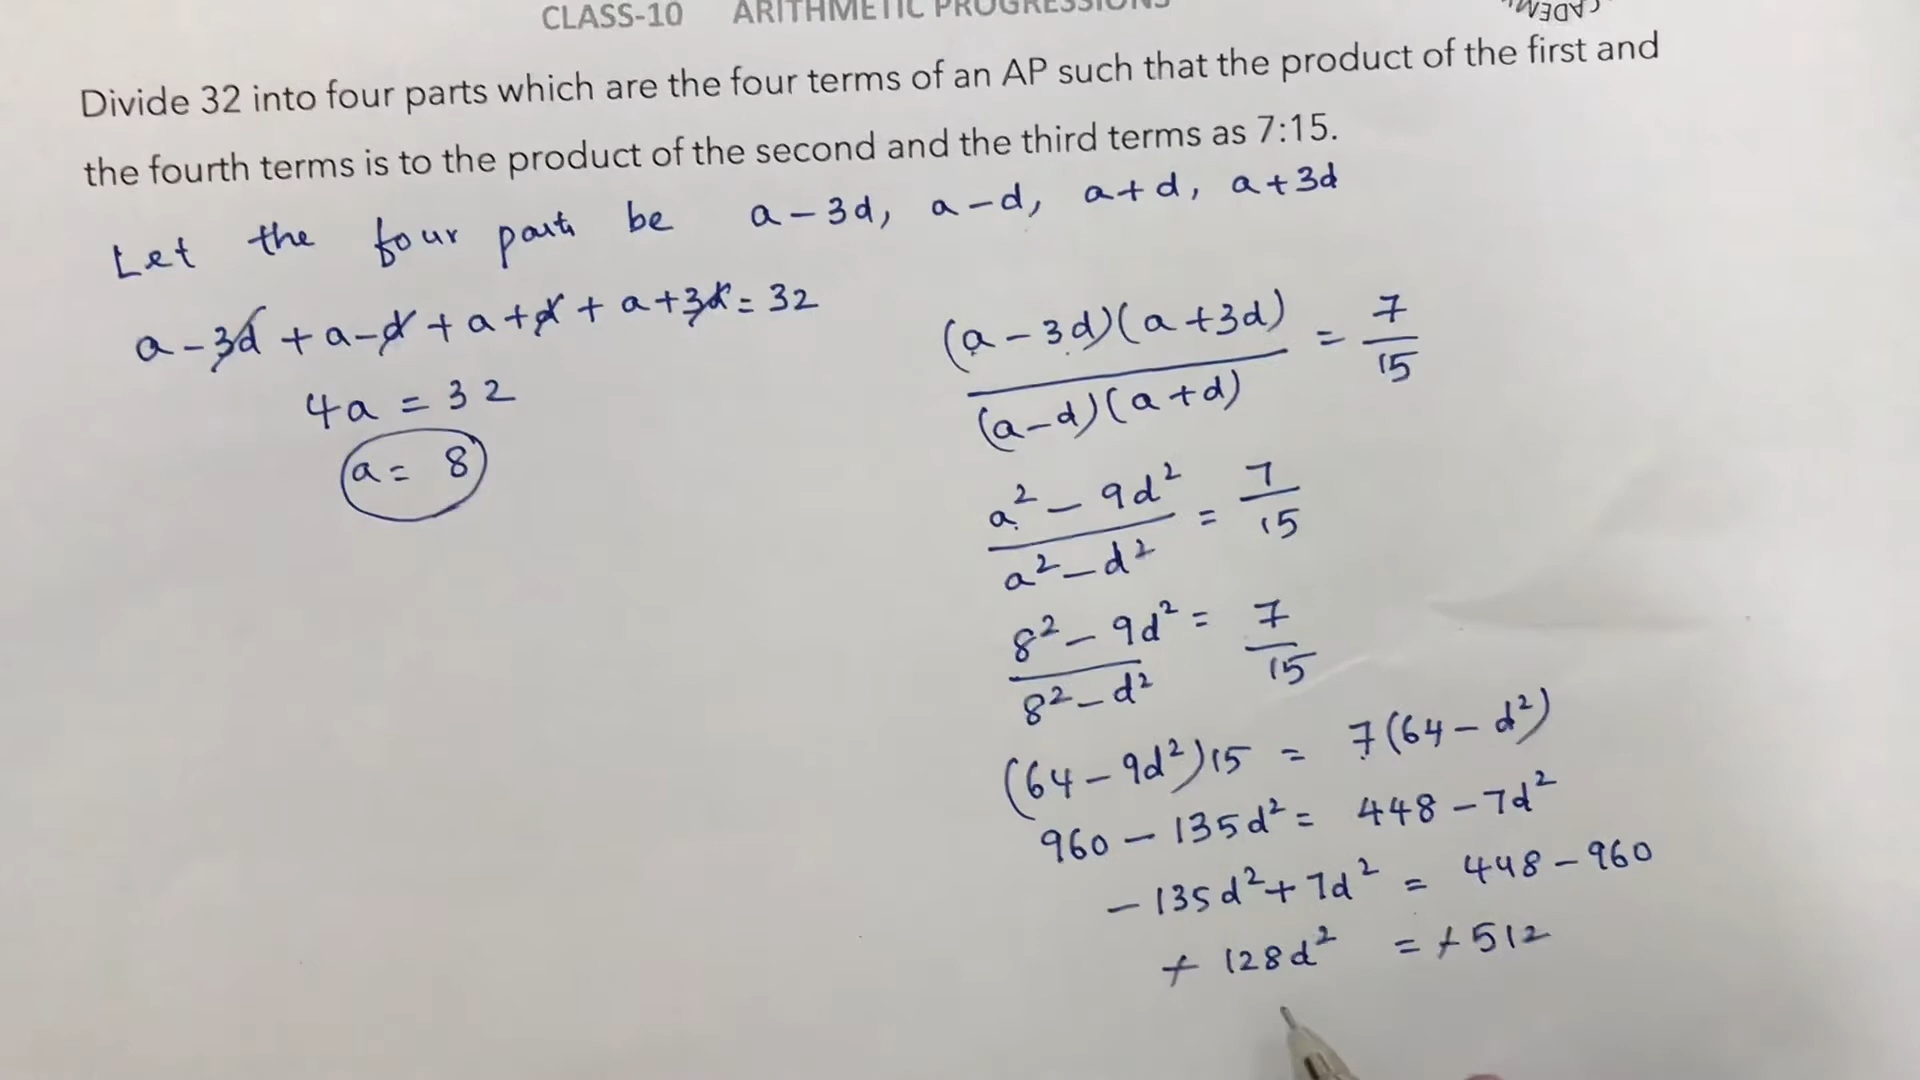 CLASS-10 ARITHMETIC PROGRESSIONS
Divide 32 into four parts which are the four terms of an AP such that the product of the first and
the fourth terms is to the product of the second and the third terms as 7:15.
Let the four parts be a - 3d, a - d, a + d, a + 3d
a - 3d + a - d + a + d + a + 3d = 32
4a = 32
a = 8
(a - 3d)(a + 3d) / (a - d)(a + d) = 7/15
a² - 9d² / a² - d² = 7/15
8² - 9d² / 8² - d² = 7/15
(64 - 9d²)15 = 7(64 - d²)
960 - 135d² = 448 - 7d²
- 135d² + 7d² = 448 - 960
- 128d² = - 512